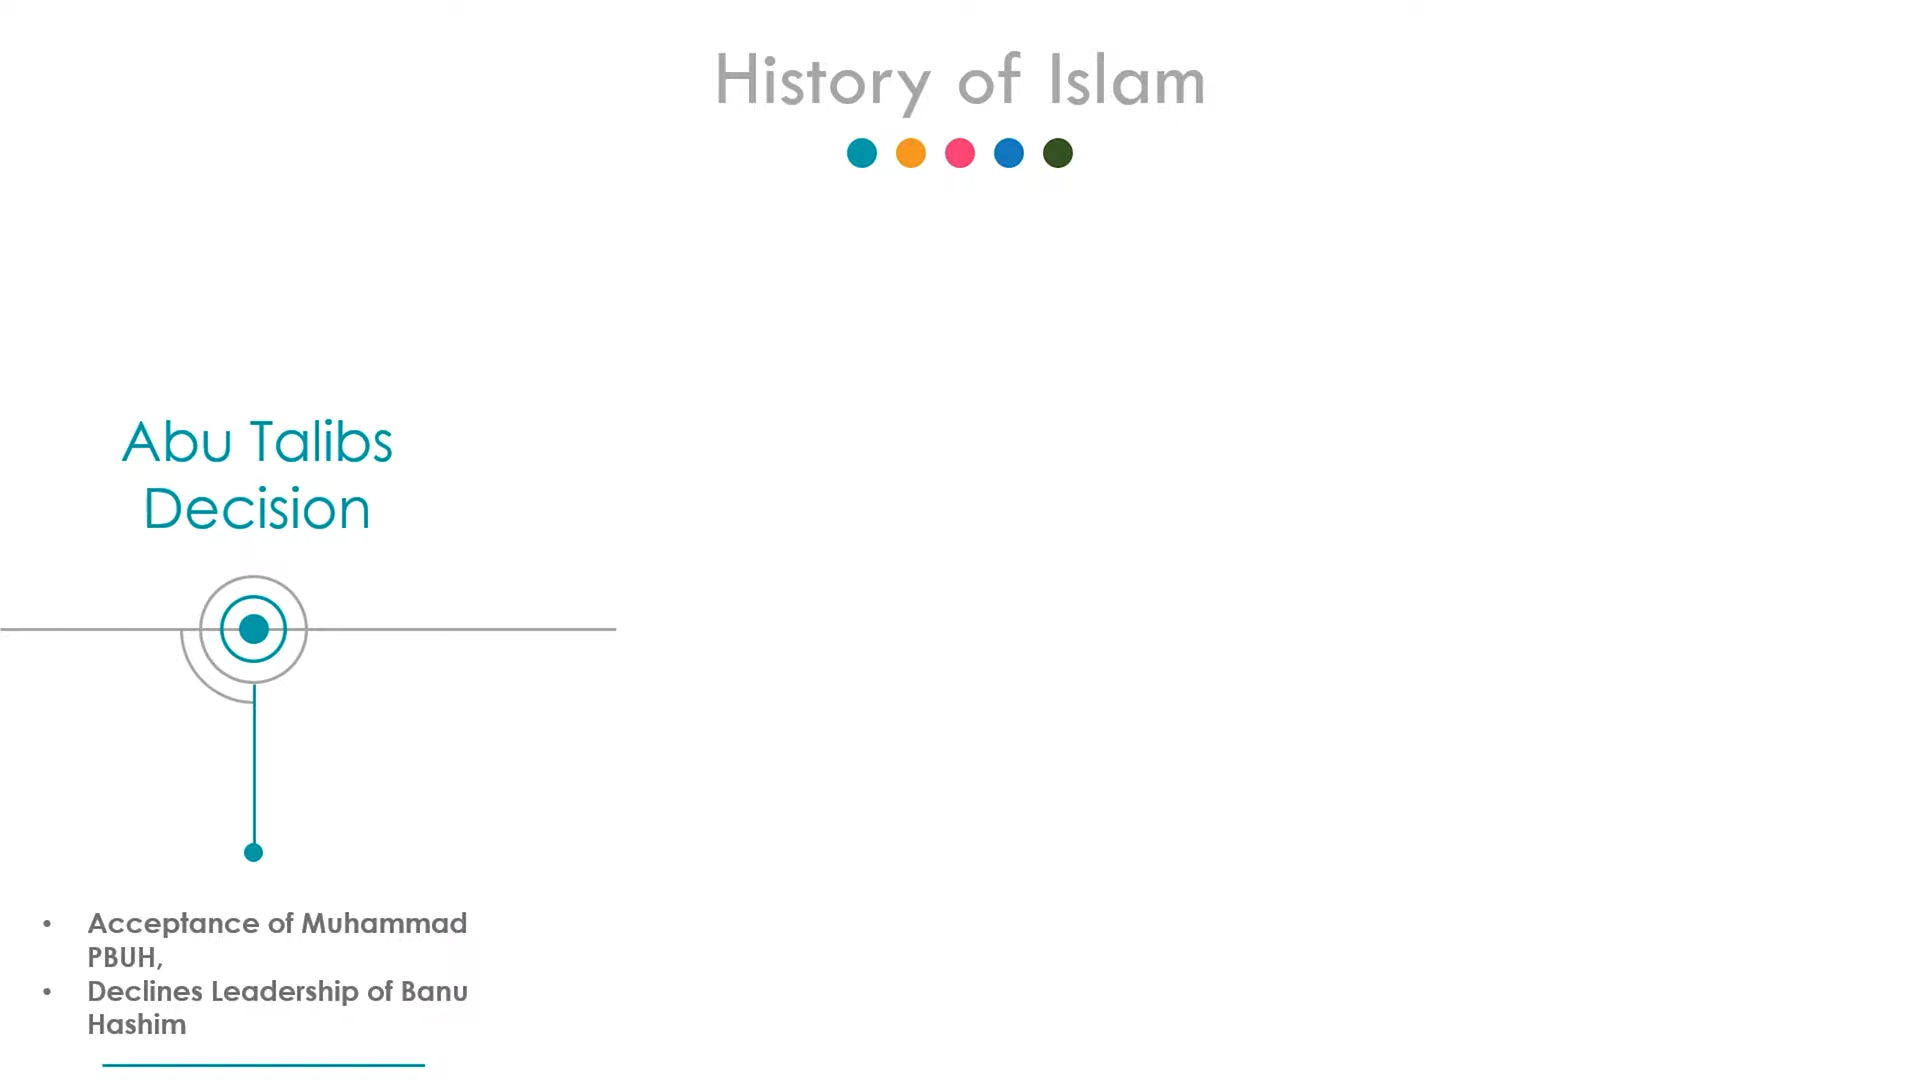 History of Islam
Abu Talibs
Decision
• Acceptance of Muhammad
PBUH,
• Declines Leadership of Banu
Hashim